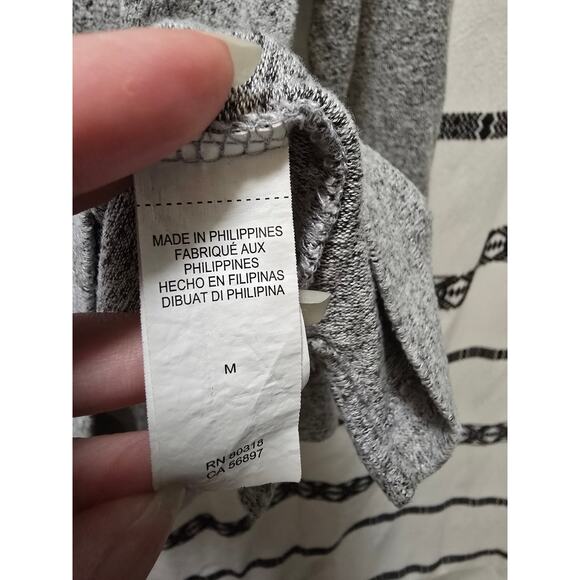 MADE IN PHILIPPINES
FABRIQUÉ AUX
PHILIPPINES
HECHO EN FILIPINAS
DIBUAT DI PHILIPINA
M
RN 80318
CA 56897